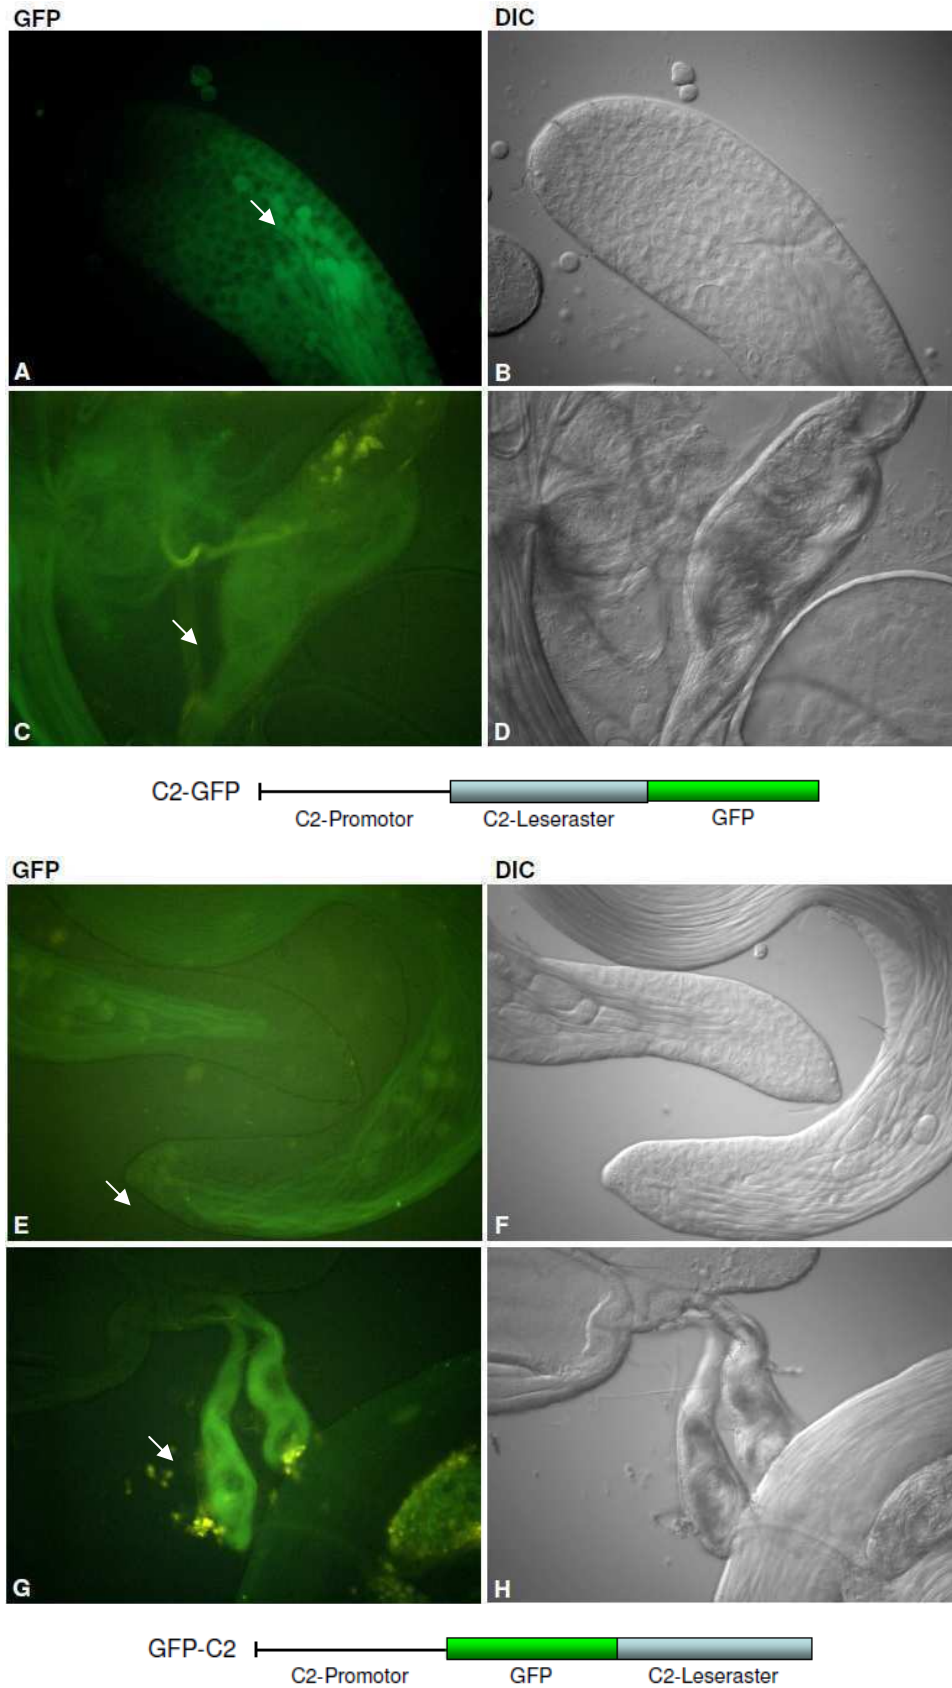 GFP DIC
A B
C D
C2-GFP
C2-Promotor C2-Leseraster GFP
GFP DIC
E F
G H
GFP-C2
C2-Promotor GFP C2-Leseraster